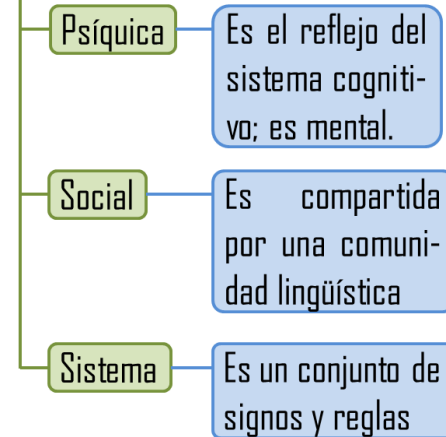 Psíquica
Es el reflejo del
sistema cogniti-
vo; es mental.
Social
Es compartida
por una comuni-
dad lingüística
Sistema
Es un conjunto de
signos y reglas